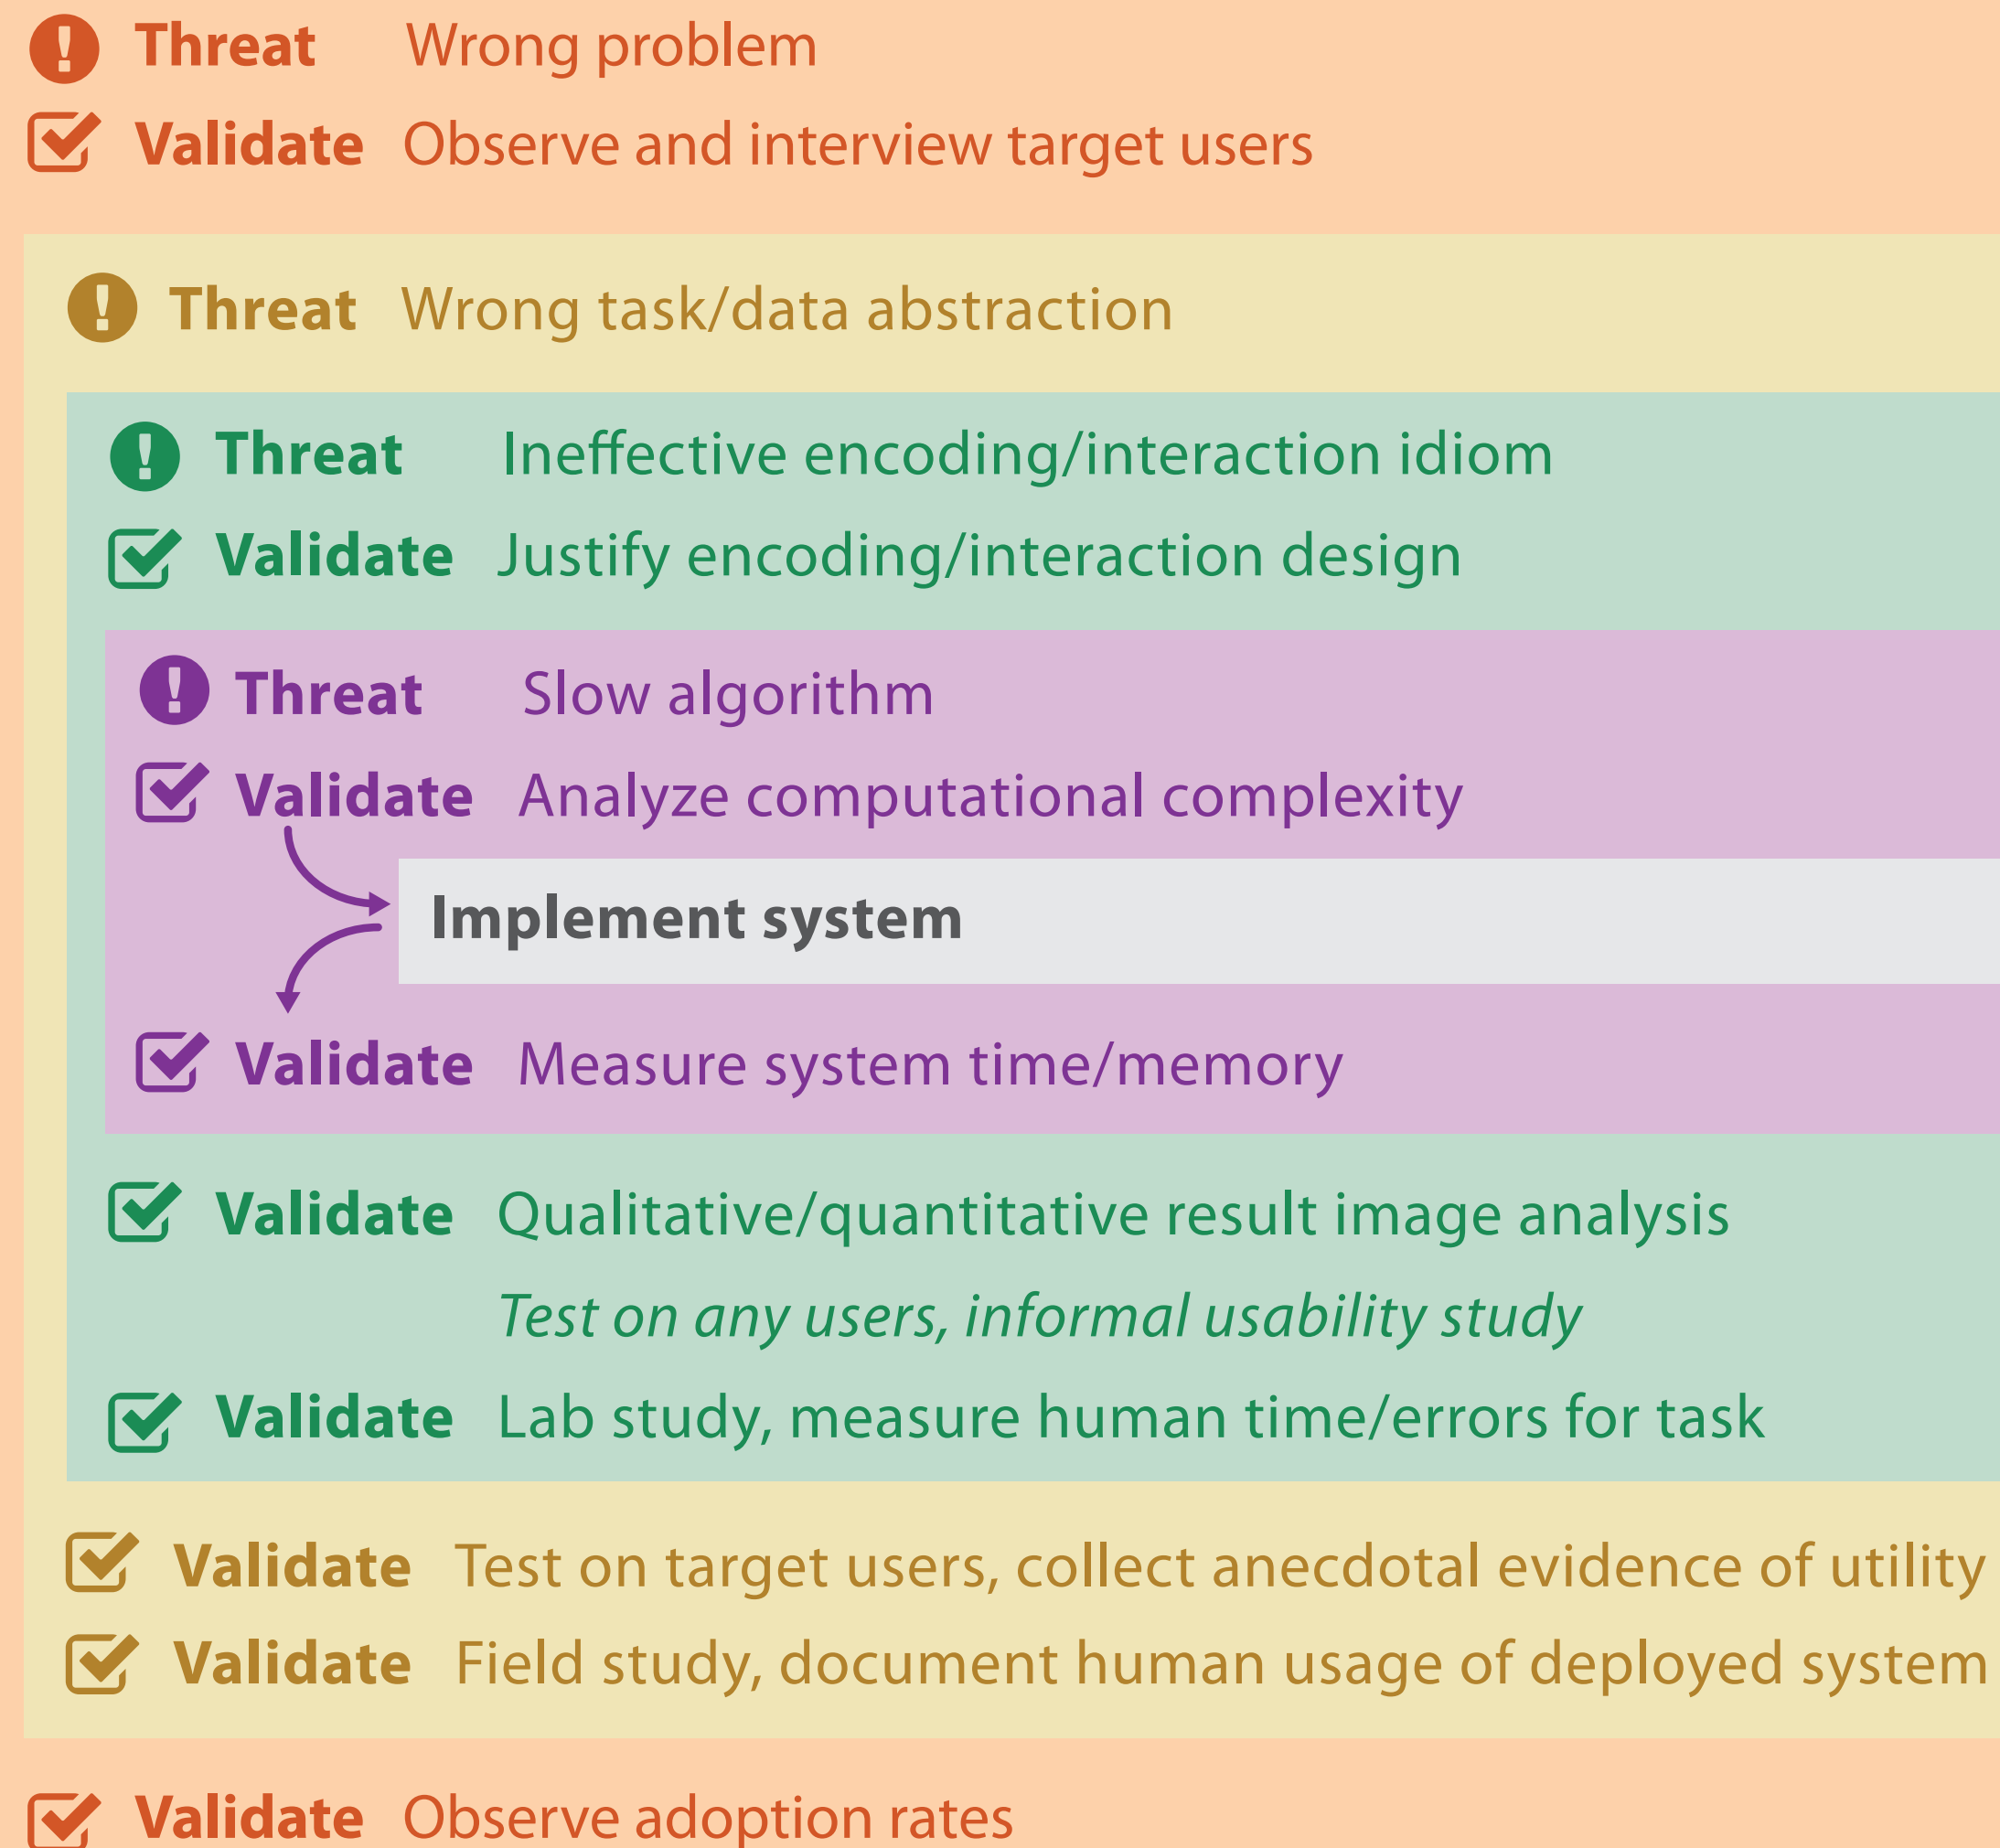 Threat Wrong problem
Validate Observe and interview target users
Threat Wrong task/data abstraction
Threat Ineffective encoding/interaction idiom
Validate Justify encoding/interaction design
Threat Slow algorithm
Validate Analyze computational complexity
Implement system
Validate Measure system time/memory
Validate Qualitative/quantitative result image analysis
Test on any users, informal usability study
Validate Lab study, measure human time/errors for task
Validate Test on target users, collect anecdotal evidence of utility
Validate Field study, document human usage of deployed system
Validate Observe adoption rates